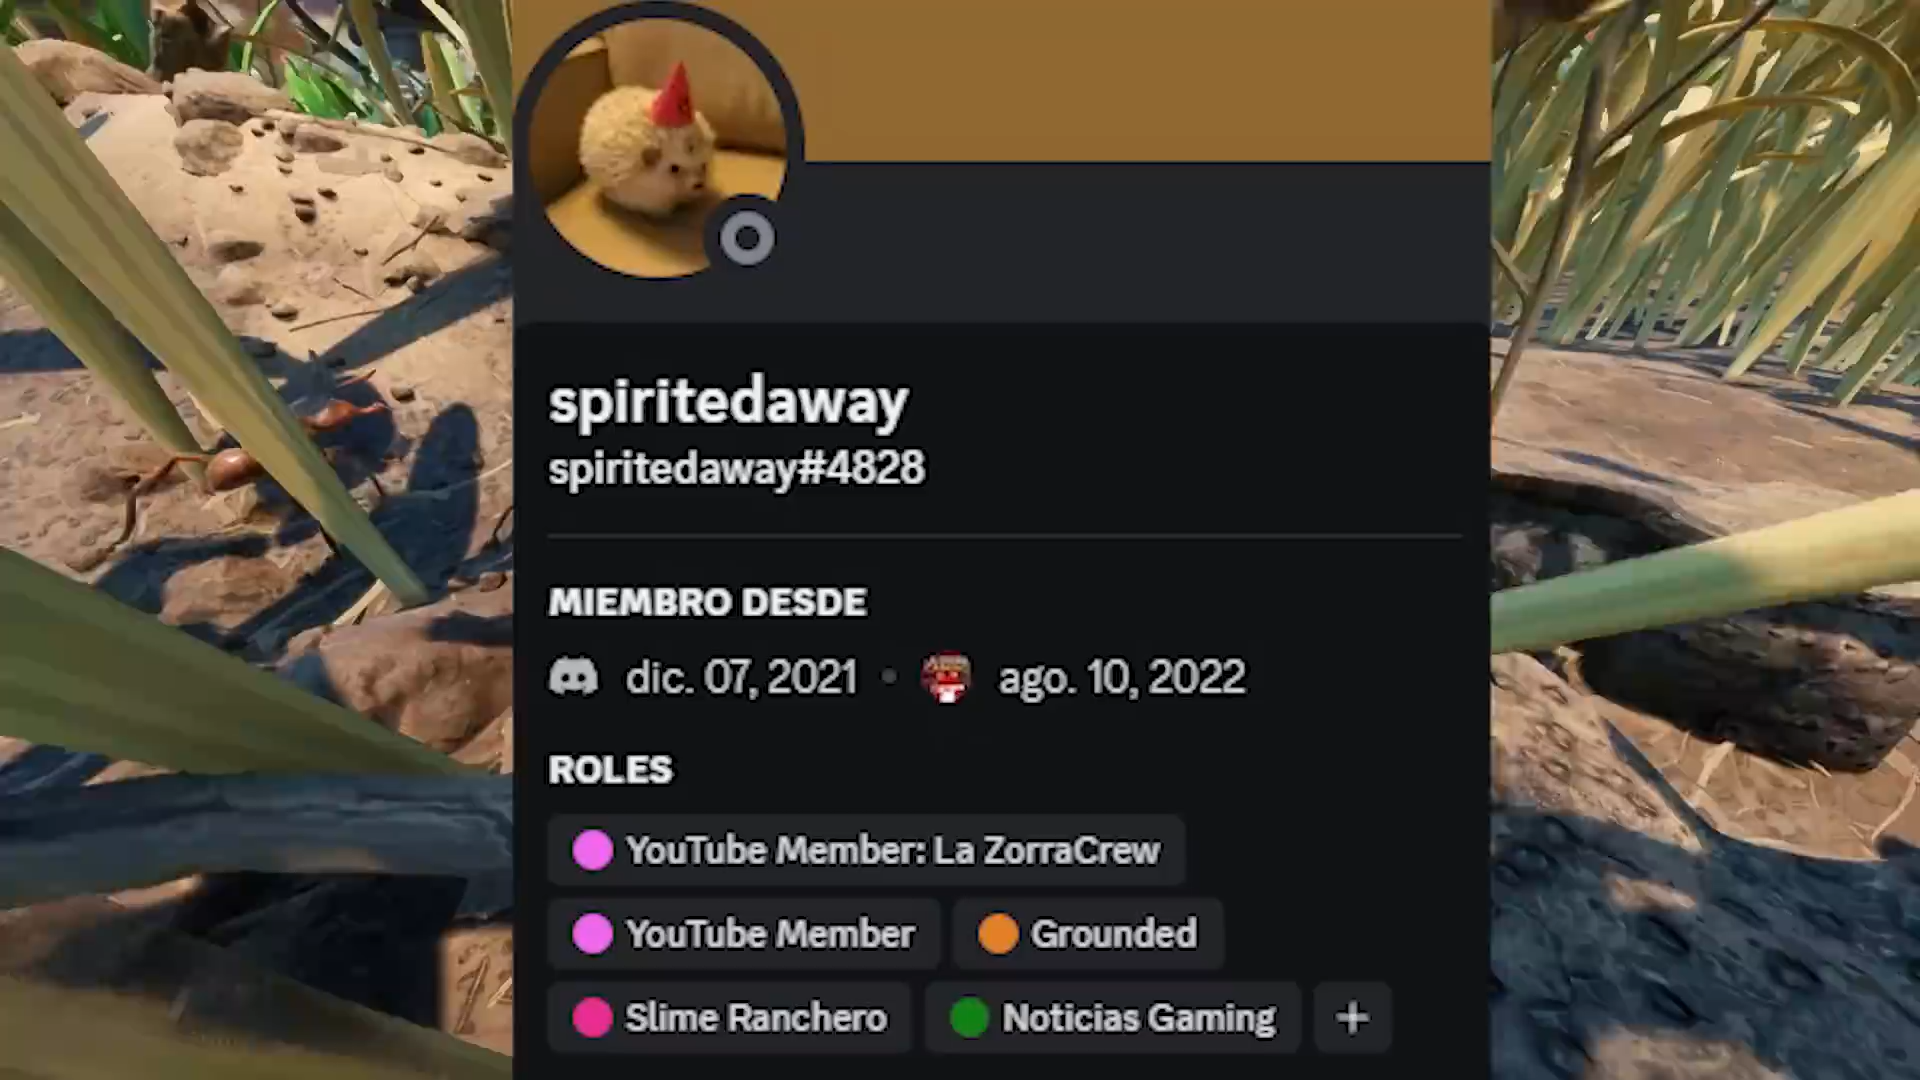 spiritedaway
spiritedaway#4828
MIEMBRO DESDE
dic. 07, 2021 • ago. 10, 2022
ROLES
YouTube Member: La ZorraCrew
YouTube Member Grounded
Slime Ranchero Noticias Gaming +